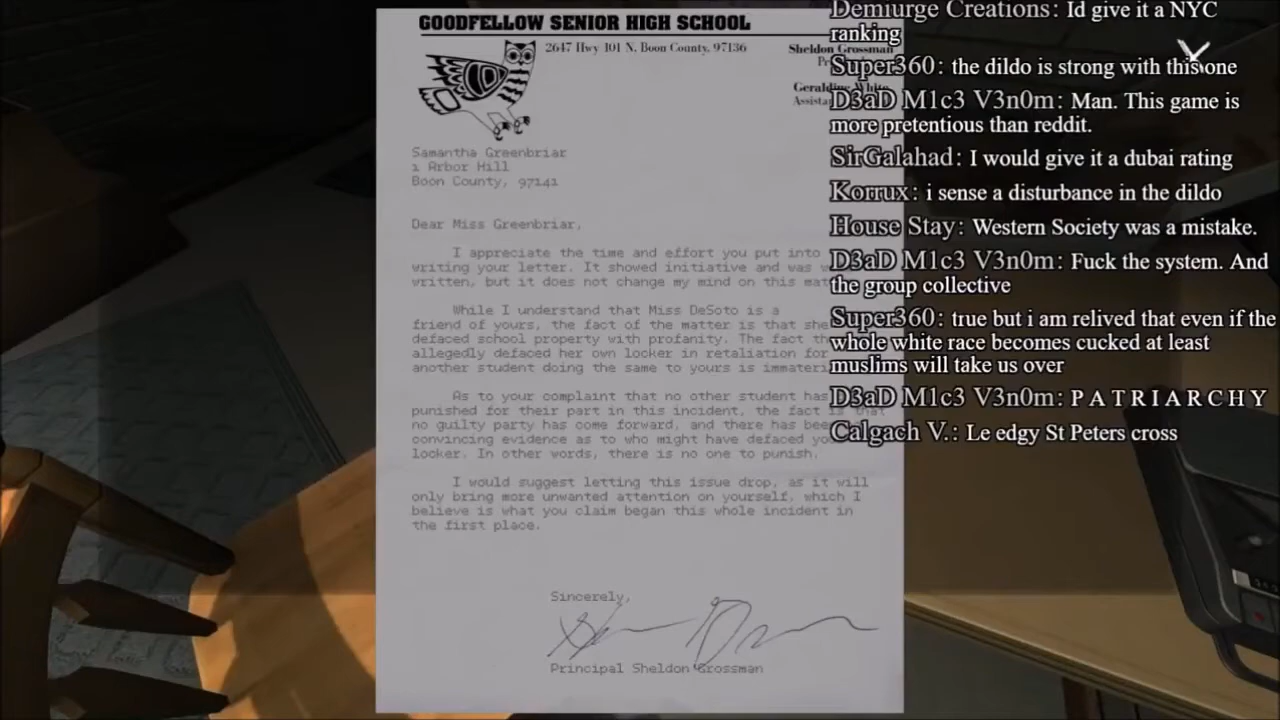 GOODFELLOW SENIOR HIGH SCHOOL
2647 Hwy 101 N. Boon County. 97136
Sheldon Grossman
Geraldine White
Samantha Greenbriar
1 Arbor Hill
Boon County, 97141
Dear Miss Greenbriar,
I appreciate the time and effort you put into
writing your letter. It showed initiative and was
written, but it does not change my mind on this
While I understand that Miss DeSoto is a
friend of yours, the fact of the matter is that she
defaced school property with profanity. The fact
allegedly defaced her own locker in retaliation for
another student doing the same to yours is
As to your complaint that no other student has
punished for their part in this incident, the fact is that
no guilty party has come forward, and there has
convincing evidence as to who might have defaced
locker. In other words, there is no one to punish.
I would suggest letting this issue drop, as it will
only bring more unwanted attention on yourself, which I
believe is what you claim began this whole incident in
the first place.
Sincerely,
Principal Sheldon Grossman
Demiurge Creations: Id give it a NYC
ranking
Super360: the dildo is strong with this one
D3aD M1c3 V3n0m: Man. This game is
more pretentious than reddit.
SirGalahad: I would give it a dubai rating
Korrux: i sense a disturbance in the dildo
House Stay: Western Society was a mistake.
D3aD M1c3 V3n0m: Fuck the system. And
the group collective
Super360: true but i am relived that even if the
whole white race becomes cucked at least
muslims will take us over
D3aD M1c3 V3n0m: P A T R I A R C H Y
Calgach V.: Le edgy St Peters cross